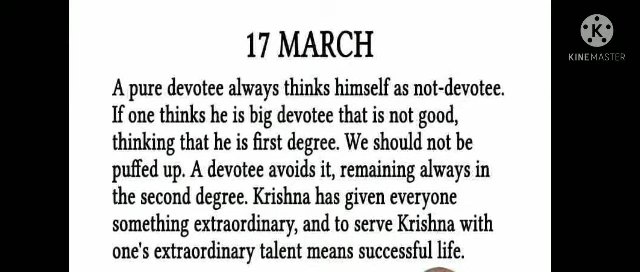 17 MARCH
KINEMASTER
A pure devotee always thinks himself as not-devotee.
If one thinks he is big devotee that is not good,
thinking that he is first degree. We should not be
puffed up. A devotee avoids it, remaining always in
the second degree. Krishna has given everyone
something extraordinary, and to serve Krishna with
one's extraordinary talent means successful life.